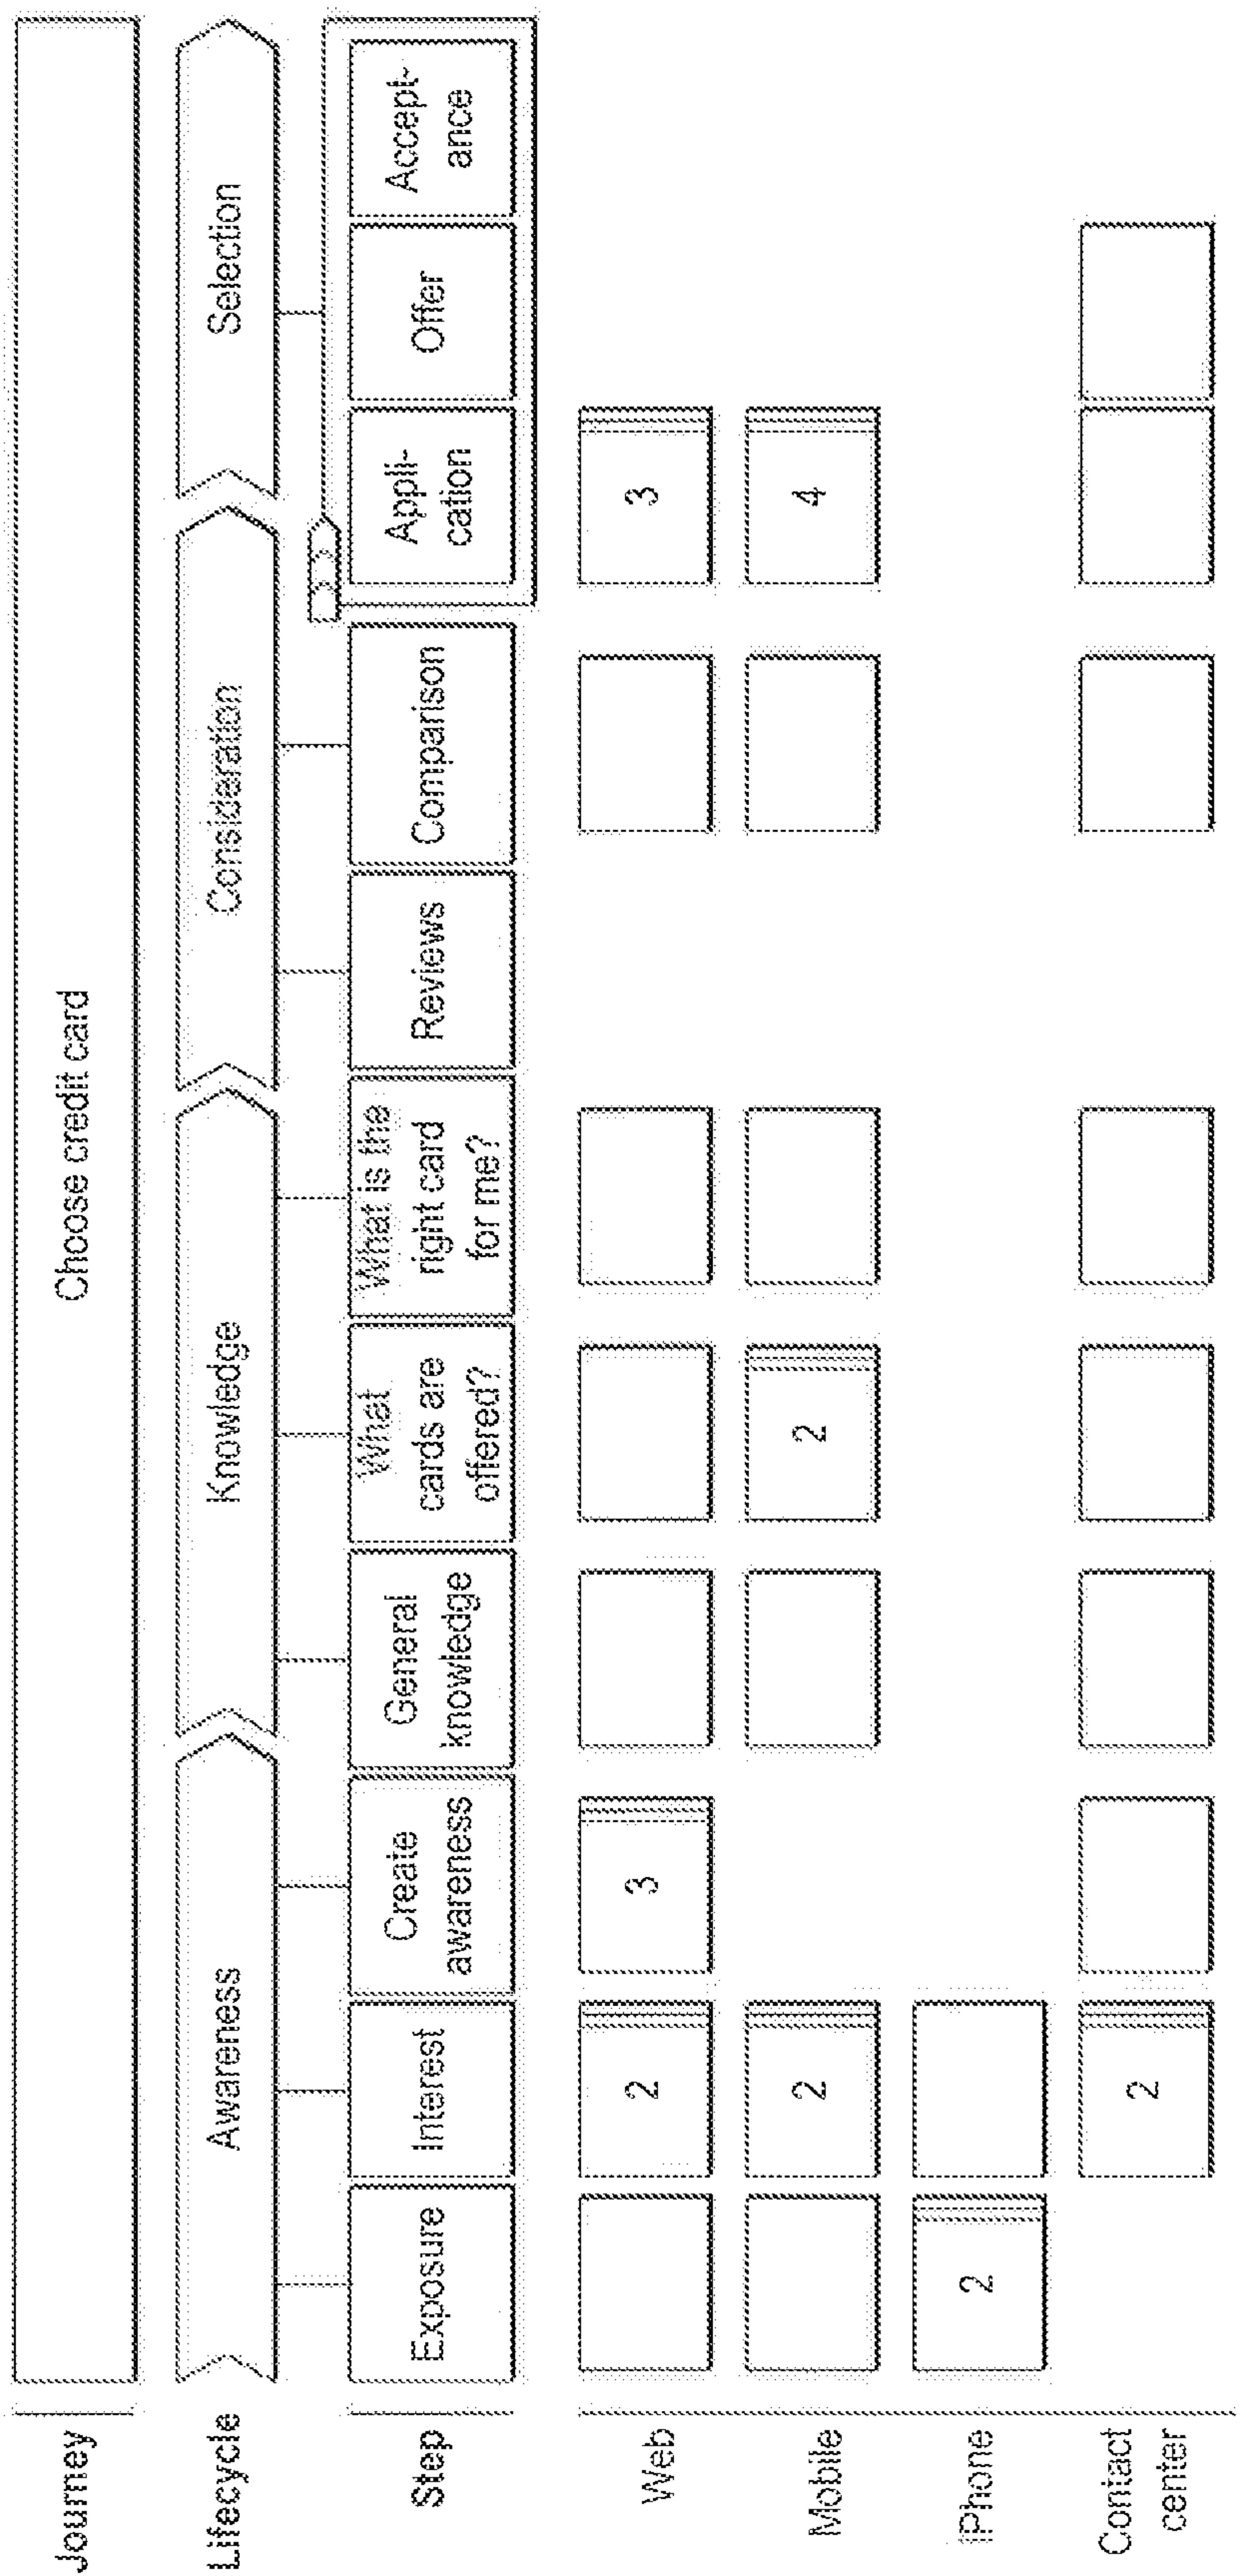 Journey
Choose credit card
Lifecycle
Awareness
Knowledge
Consideration
Selection
Step
Exposure
Interest
Create
awareness
General
knowledge
What
cards are
offered?
What is the
right card
for me?
Reviews
Comparison
Appli-
cation
Offer
Accept-
ance
Web
2
3
3
Mobile
2
2
4
iPhone
2
Contact
center
2